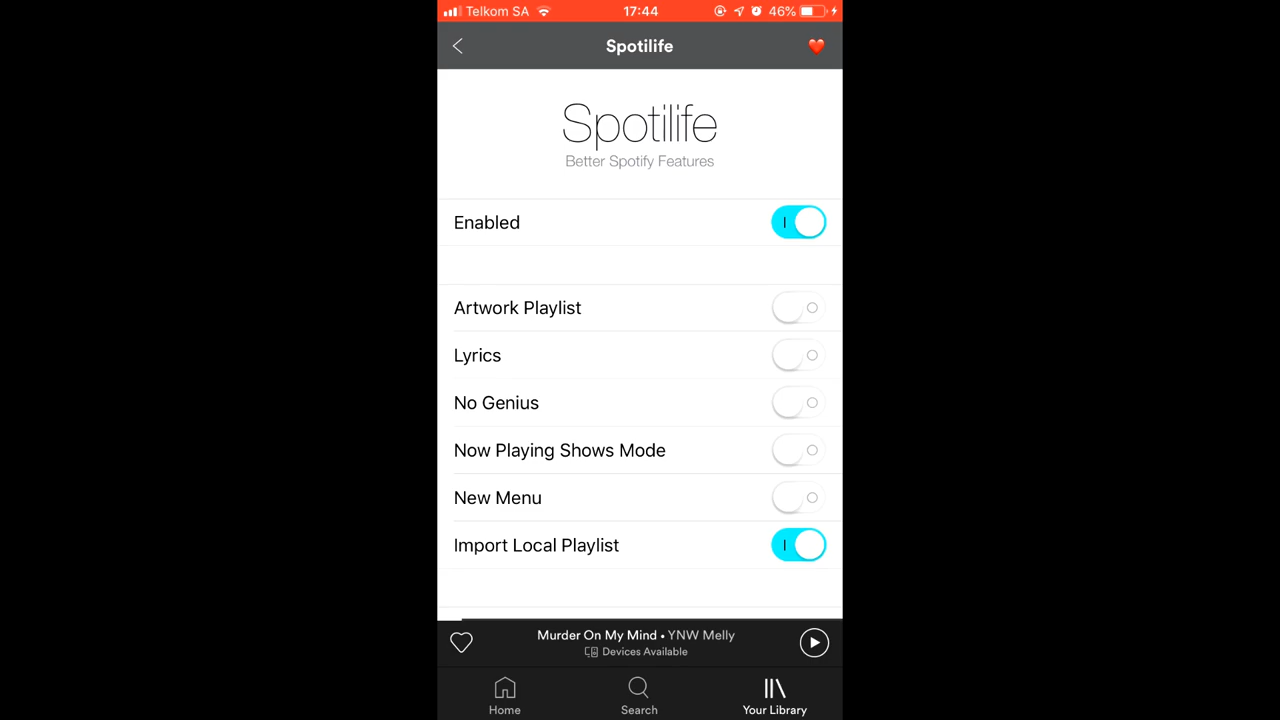 Telkom SA 17:44 46%
Spotilife
Spotilife
Better Spotify Features
Enabled
Artwork Playlist
Lyrics
No Genius
Now Playing Shows Mode
New Menu
Import Local Playlist
Murder On My Mind • YNW Melly
Devices Available
Home Search Your Library